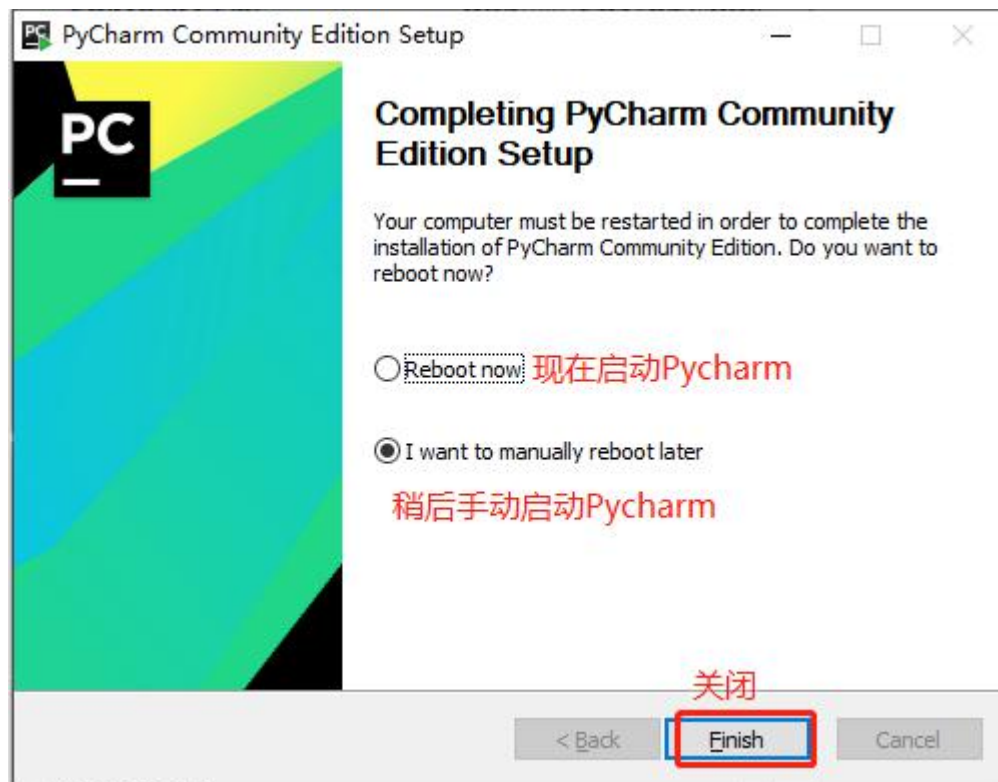 PyCharm Community Edition Setup
PC
Completing PyCharm Community
Edition Setup
Your computer must be restarted in order to complete the
installation of PyCharm Community Edition. Do you want to
reboot now?
Reboot now 现在启动Pycharm
I want to manually reboot later
稍后手动启动Pycharm
关闭
< Back Finish Cancel